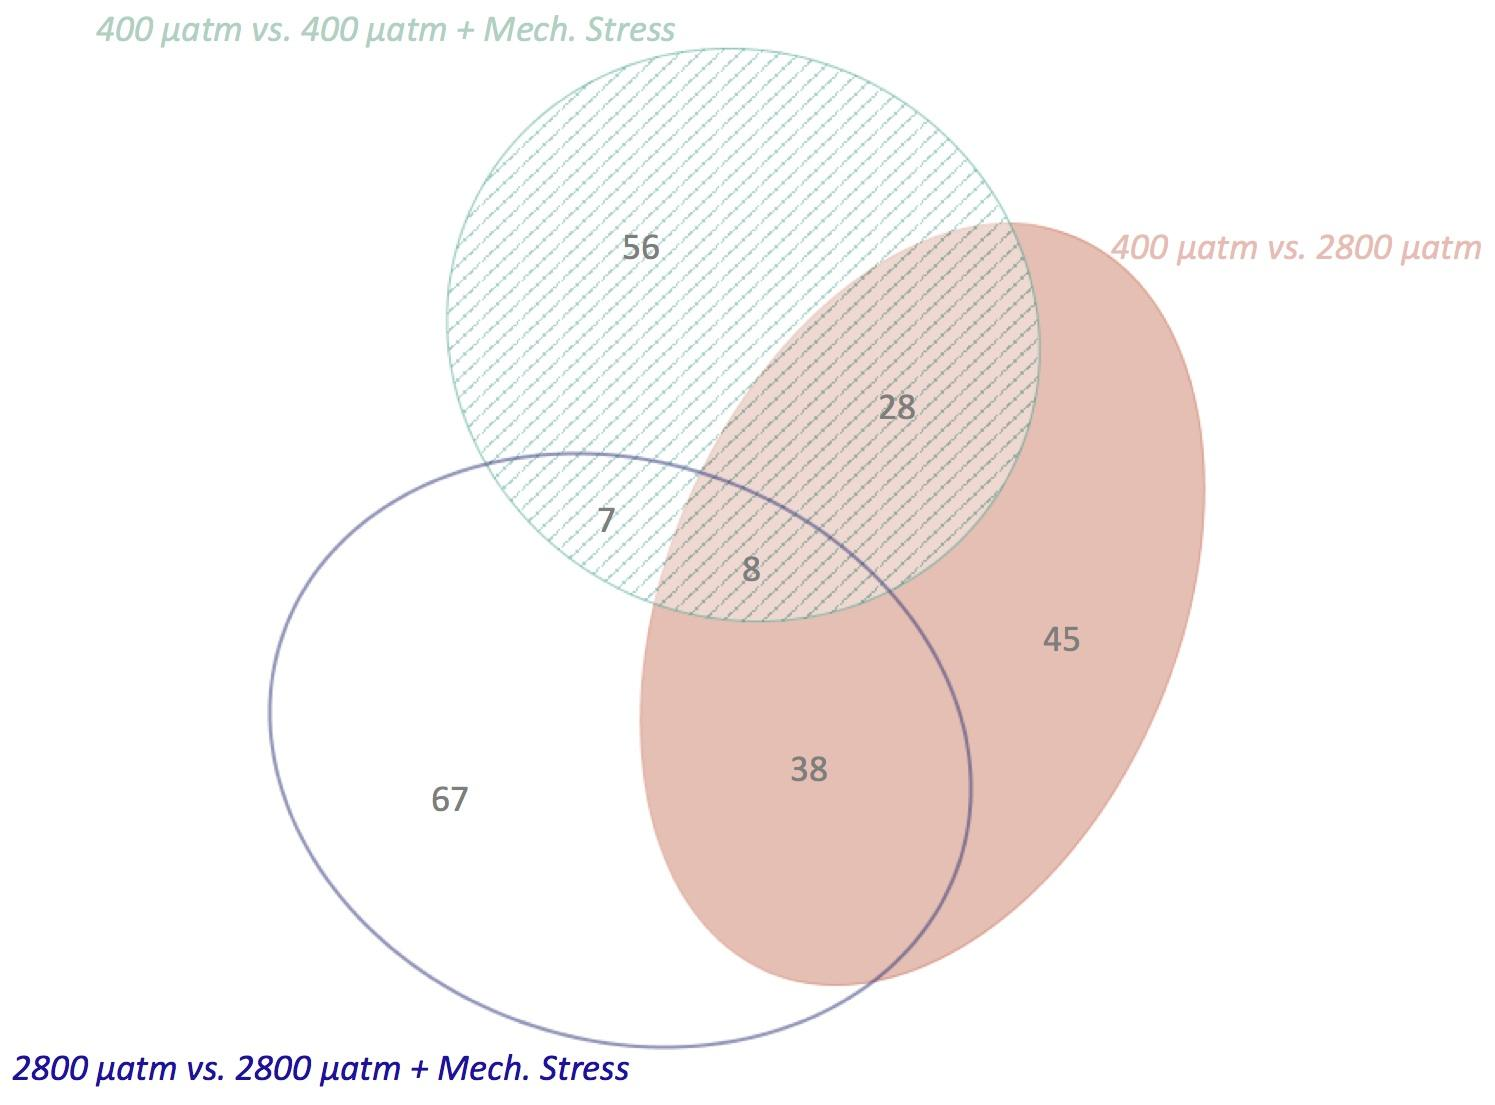 400 µatm vs. 400 µatm + Mech. Stress
56
400 µatm vs. 2800 µatm
28
7
8
45
38
67
2800 µatm vs. 2800 µatm + Mech. Stress